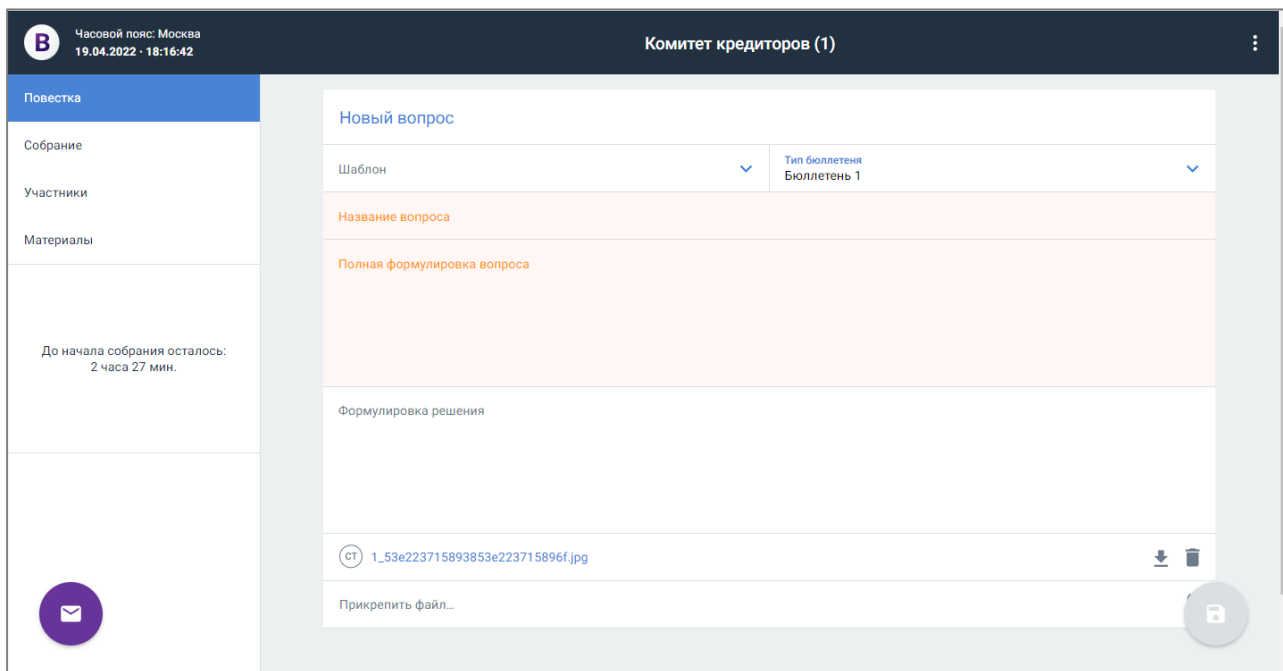 B
Часовой пояс: Москва
19.04.2022 · 18:16:42
Комитет кредиторов (1)
Повестка
Собрание
Участники
Материалы
До начала собрания осталось:
2 часа 27 мин.
Новый вопрос
Шаблон
Тип бюллетеня
Бюллетень 1
Название вопроса
Полная формулировка вопроса
Формулировка решения
СТ 1_53e223715893853e223715896f.jpg
Прикрепить файл...